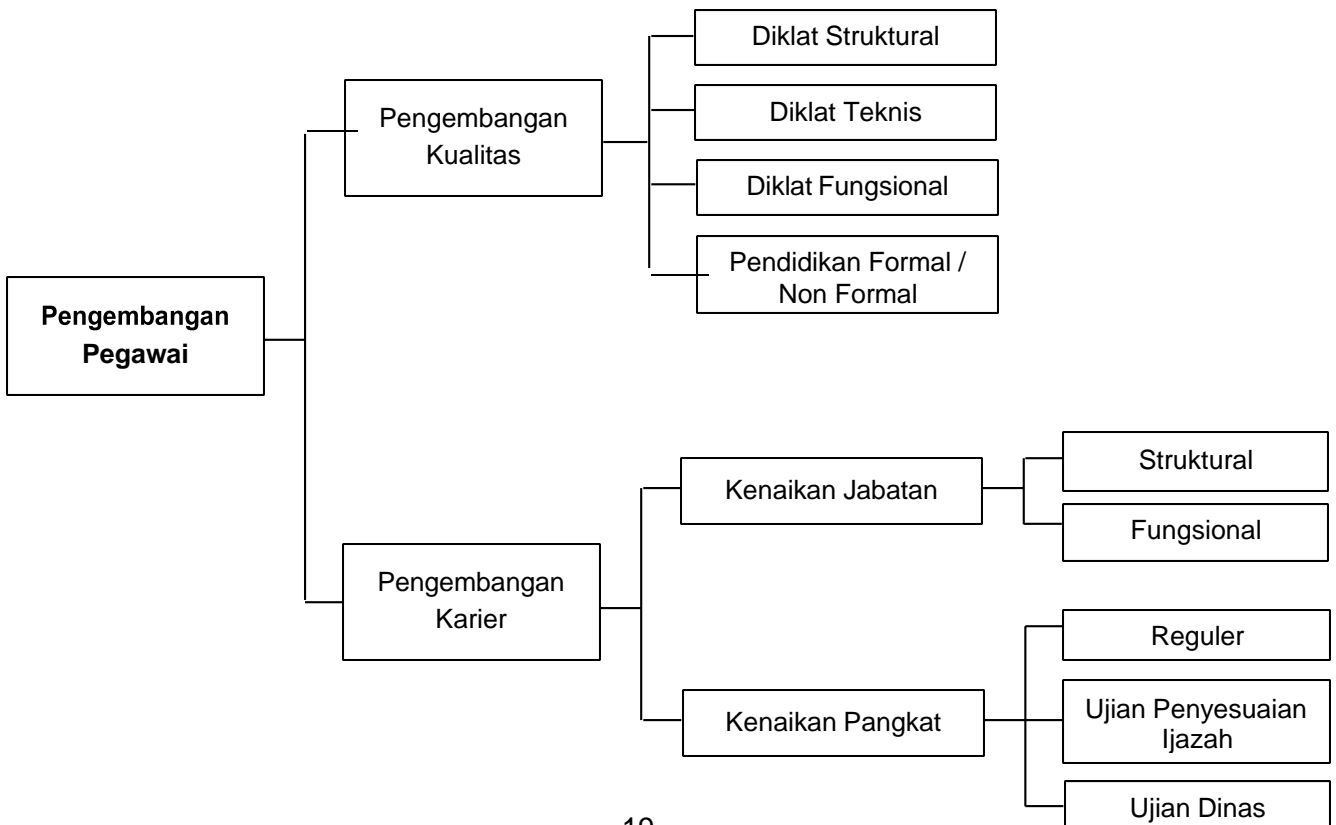 Diklat Struktural
Diklat Teknis
Diklat Fungsional
Pendidikan Formal /
Non Formal
Pengembangan
Kualitas
Pengembangan
Pegawai
Pengembangan
Karier
Kenaikan Jabatan
Struktural
Fungsional
Kenaikan Pangkat
Reguler
Ujian Penyesuaian
Ijazah
Ujian Dinas